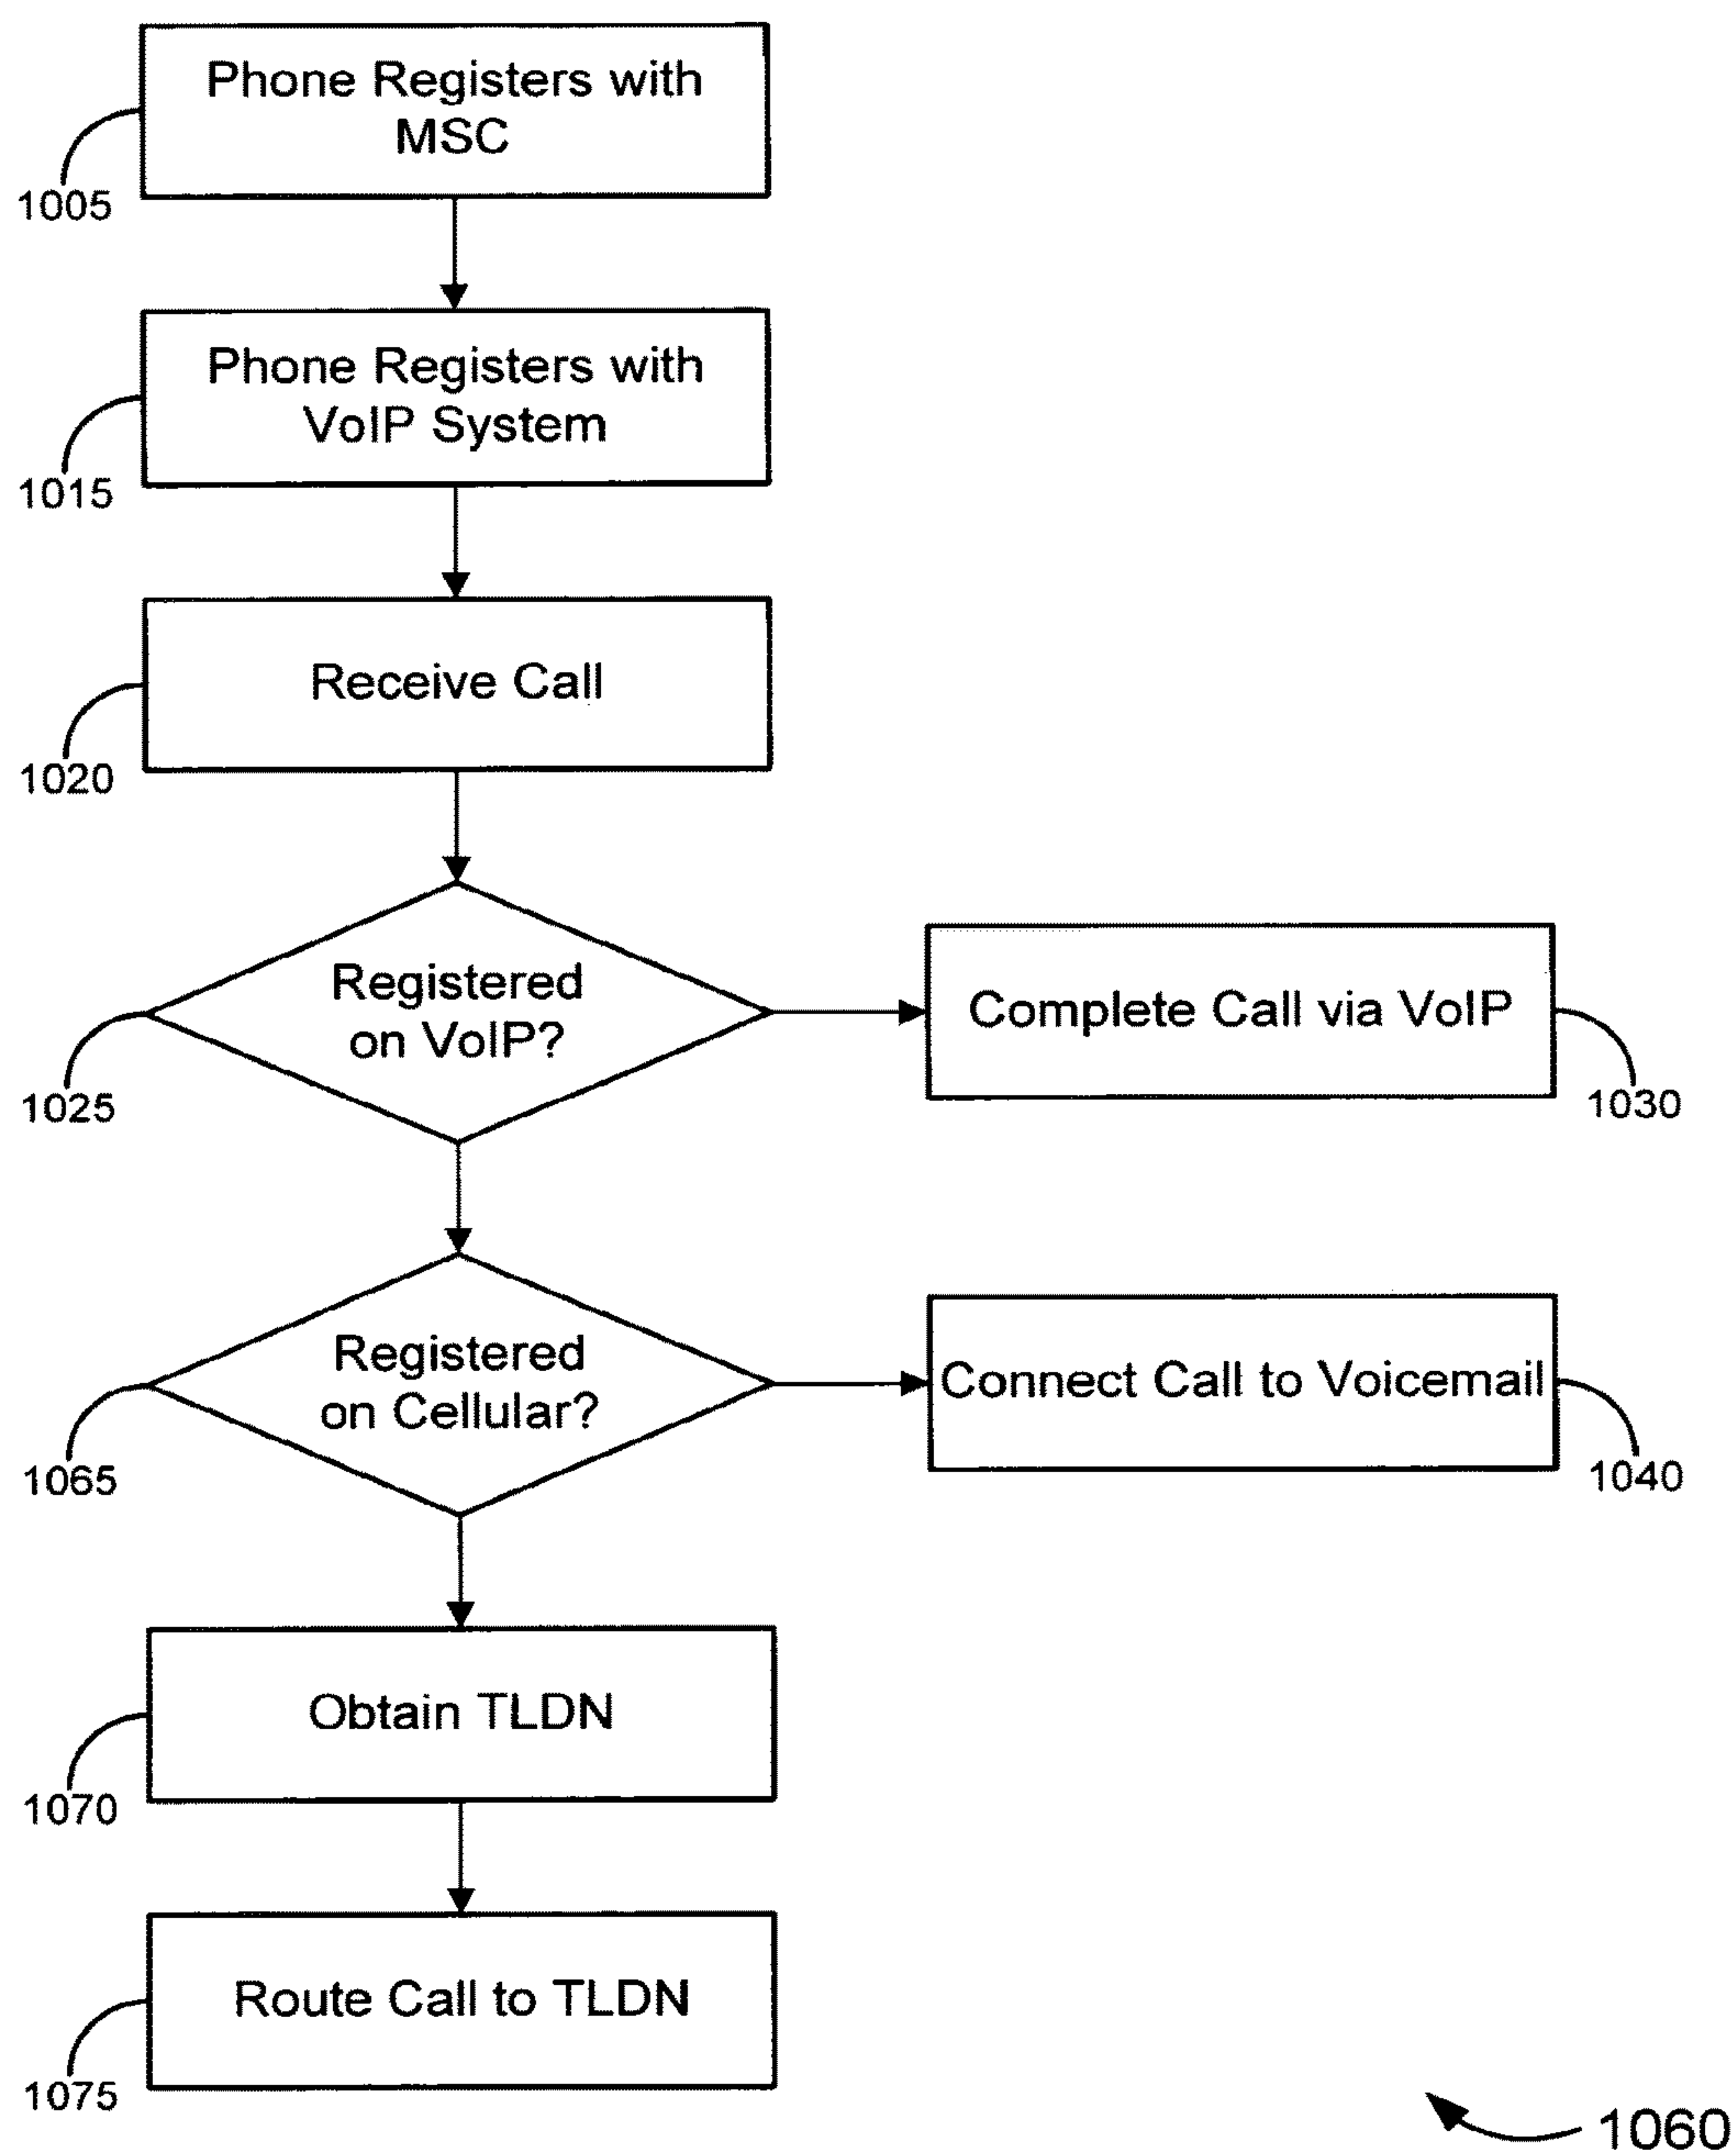 Phone Registers with
MSC
1005
Phone Registers with
VoIP System
1015
Receive Call
1020
Registered
on VoIP?
1025
Complete Call via VoIP
1030
Registered
on Cellular?
1065
Connect Call to Voicemail
1040
Obtain TLDN
1070
Route Call to TLDN
1075
1060